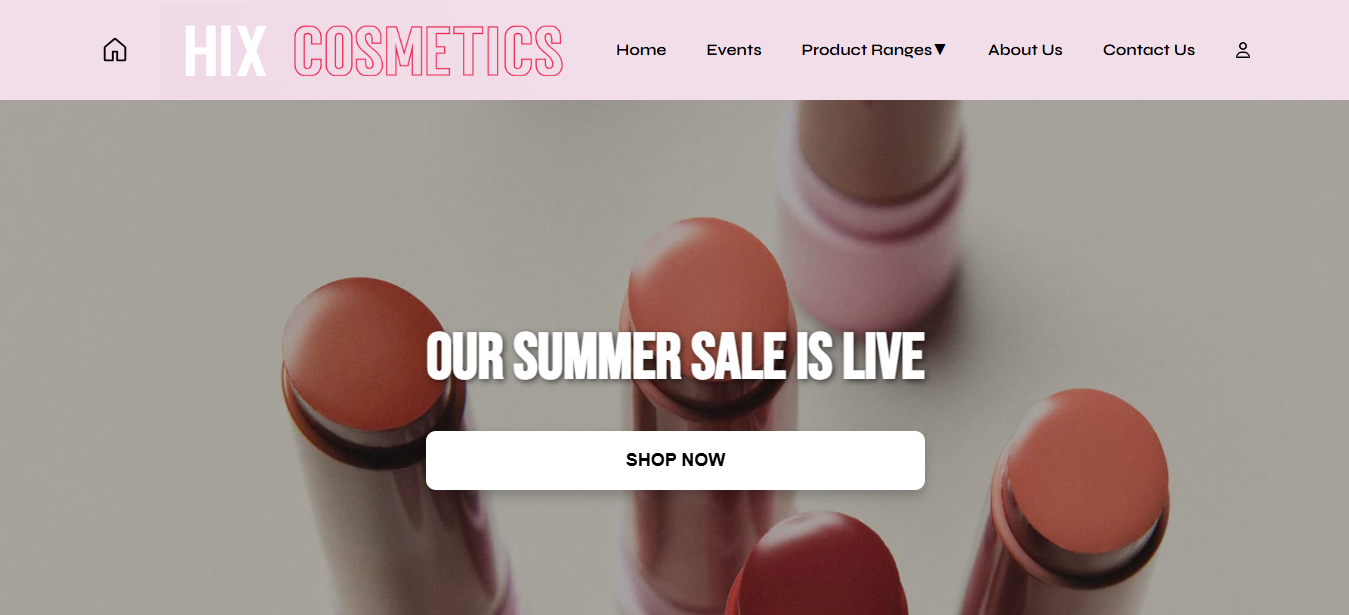 HIX COSMETICS
Home Events Product Ranges▼ About Us Contact Us
OUR SUMMER SALE IS LIVE
SHOP NOW